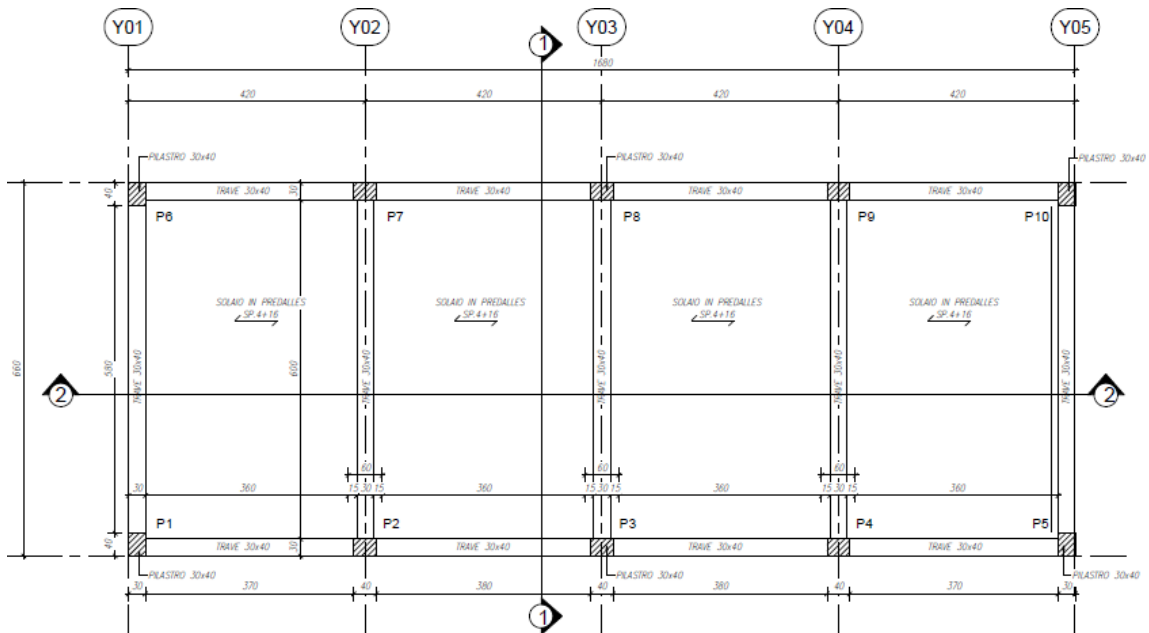 Y01 Y02 Y03 Y04 Y05
1
1680
420 420 420 420
PILASTRO 30x40 PILASTRO 30x40 PILASTRO 30x40
40 TRAVE 30x40 30 TRAVE 30x40 TRAVE 30x40 TRAVE 30x40
P6 P7 P8 P9 P10
SOLAIO IN PREDALLES SOLAIO IN PREDALLES SOLAIO IN PREDALLES SOLAIO IN PREDALLES
SP.4+16 SP.4+16 SP.4+16 SP.4+16
660 580 TRAVE 30x40 600 TRAVE 30x40 TRAVE 30x40 TRAVE 30x40 TRAVE 30x40
2 2
60 60 60
30 360 15 30 15 360 15 30 15 360 15 30 15 360
P1 P2 P3 P4 P5
40 TRAVE 30x40 30 TRAVE 30x40 TRAVE 30x40 TRAVE 30x40
PILASTRO 30x40 PILASTRO 30x40 PILASTRO 30x40
30 370 40 380 40 380 40 370 30
1